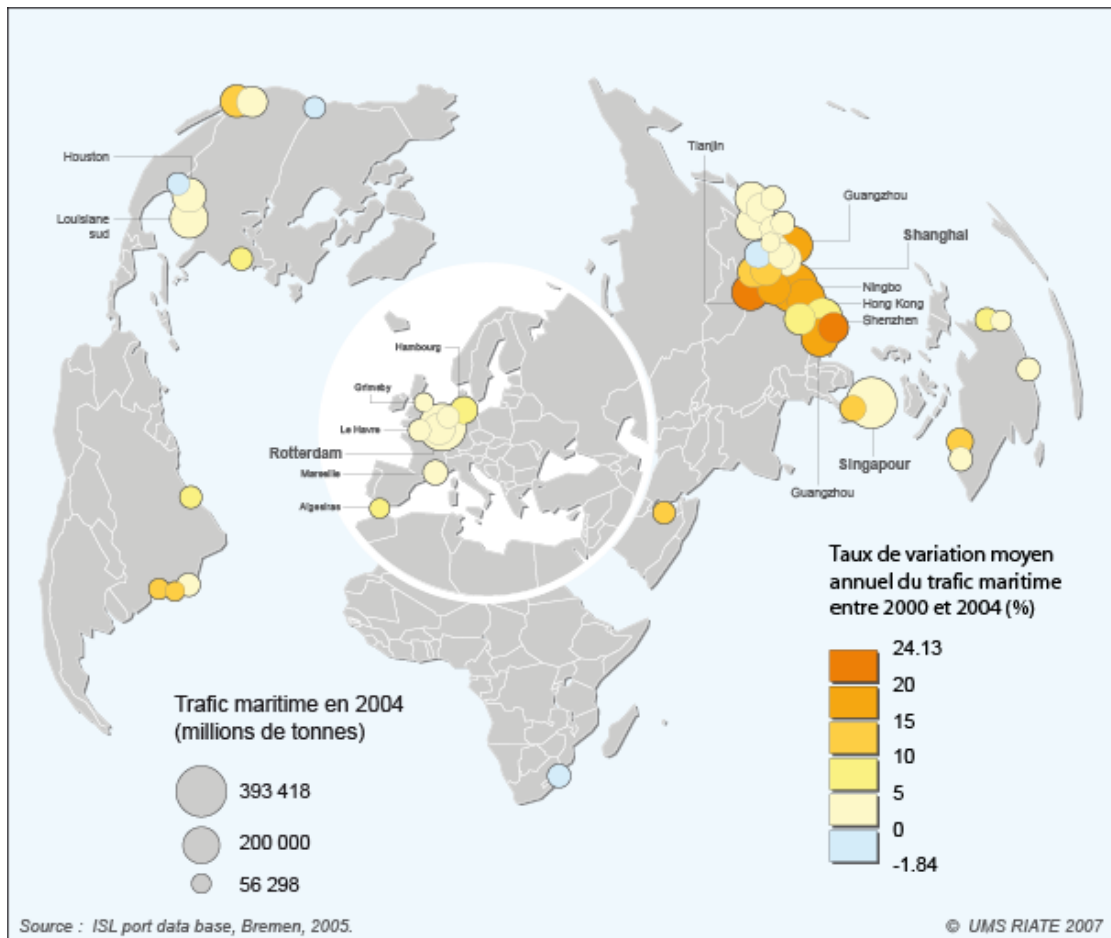 Houston
Louisiane
sud
Tianjin
Guangzhou
Shanghai
Ningbo
Hong Kong
Shenzhen
Hambourg
Grimsby
Le Havre
Rotterdam
Marseille
Algesiras
Singapour
Guangzhou
Taux de variation moyen
annuel du trafic maritime
entre 2000 et 2004 (%)
24.13
20
15
10
5
0
-1.84
Trafic maritime en 2004
(millions de tonnes)
393 418
200 000
56 298
Source : ISL port data base, Bremen, 2005.
© UMS RIATE 2007